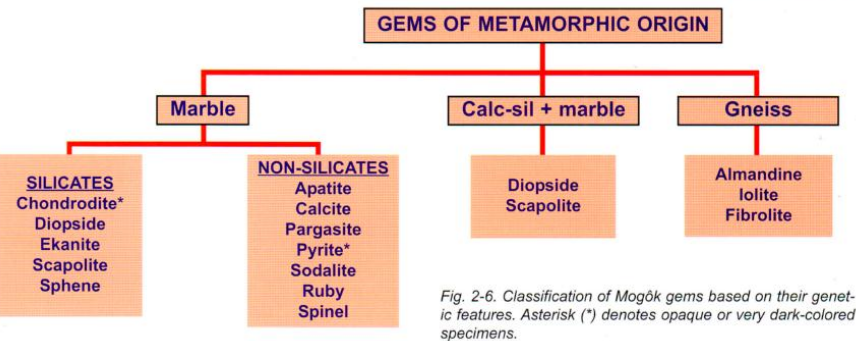 GEMS OF METAMORPHIC ORIGIN
Marble
Calc-sil + marble
Gneiss
SILICATES
Chondrodite*
Diopside
Ekanite
Scapolite
Sphene
NON-SILICATES
Apatite
Calcite
Pargasite
Pyrite*
Sodalite
Ruby
Spinel
Diopside
Scapolite
Almandine
Iolite
Fibrolite
Fig. 2-6. Classification of Mogôk gems based on their genet-
ic features. Asterisk (*) denotes opaque or very dark-colored
specimens.